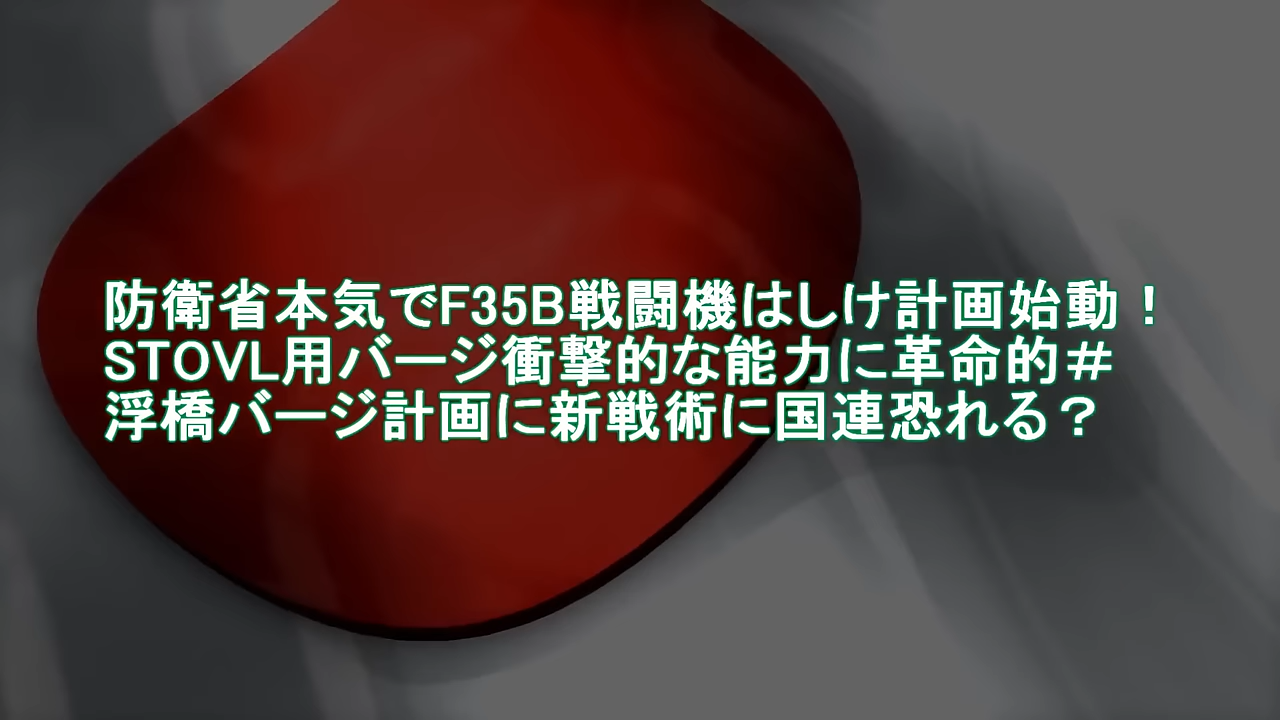 防衛省本気でF35B戦闘機はしけ計画始動！
STOVL用バージ衝撃的な能力に革命的＃
浮橋バージ計画に新戦術に国連恐れる？